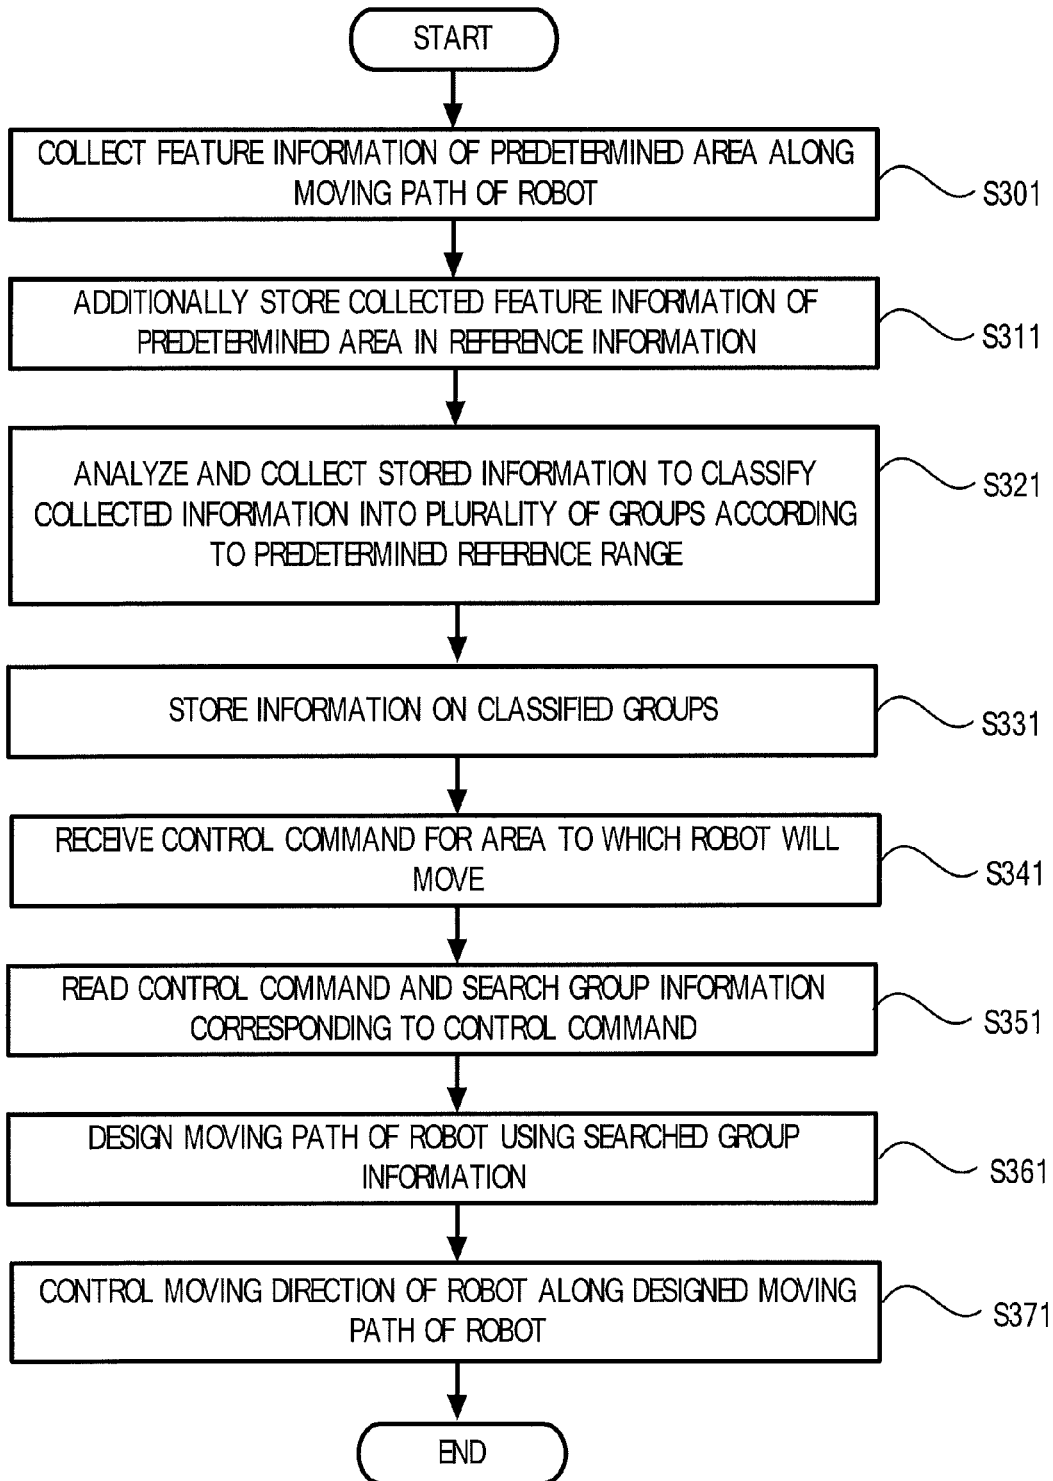 START
COLLECT FEATURE INFORMATION OF PREDETERMINED AREA ALONG
MOVING PATH OF ROBOT
S301
ADDITIONALLY STORE COLLECTED FEATURE INFORMATION OF
PREDETERMINED AREA IN REFERENCE INFORMATION
S311
ANALYZE AND COLLECT STORED INFORMATION TO CLASSIFY
COLLECTED INFORMATION INTO PLURALITY OF GROUPS ACCORDING
TO PREDETERMINED REFERENCE RANGE
S321
STORE INFORMATION ON CLASSIFIED GROUPS
S331
RECEIVE CONTROL COMMAND FOR AREA TO WHICH ROBOT WILL
MOVE
S341
READ CONTROL COMMAND AND SEARCH GROUP INFORMATION
CORRESPONDING TO CONTROL COMMAND
S351
DESIGN MOVING PATH OF ROBOT USING SEARCHED GROUP
INFORMATION
S361
CONTROL MOVING DIRECTION OF ROBOT ALONG DESIGNED MOVING
PATH OF ROBOT
S371
END